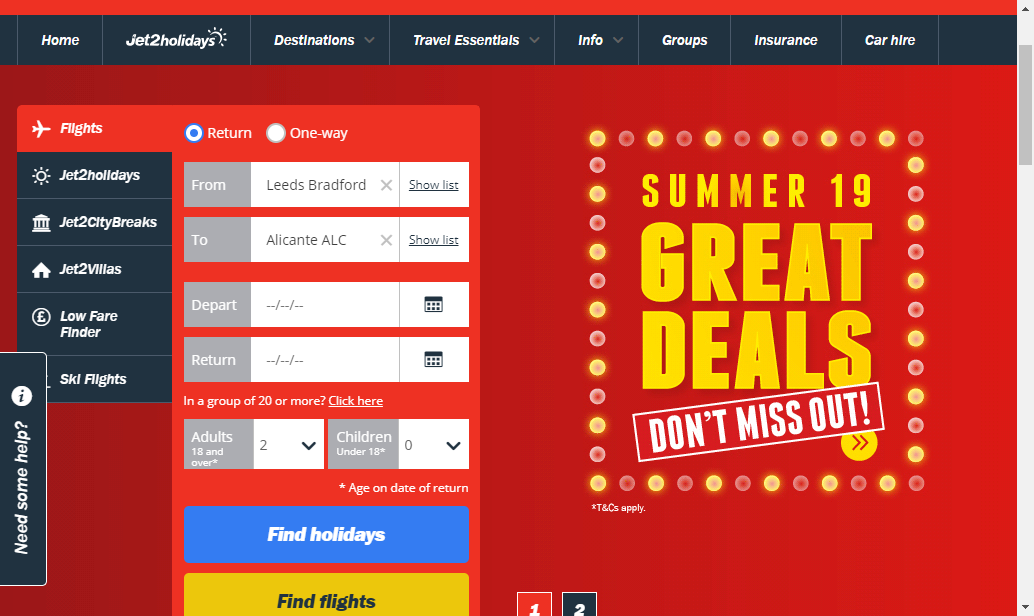 Home
Jet2holidays
Destinations
Travel Essentials
Info
Groups
Insurance
Car hire
Flights
Jet2holidays
Jet2CityBreaks
Jet2Villas
Low Fare
Finder
Ski Flights
Need some help?
Return One-way
From Leeds Bradford Show list
To Alicante ALC Show list
Depart --/--/--
Return --/--/--
In a group of 20 or more? Click here
Adults
18 and
over*
2
Children
Under 18*
0
* Age on date of return
Find holidays
Find flights
SUMMER 19
GREAT
DEALS
DON'T MISS OUT!
*T&Cs apply.
1 2